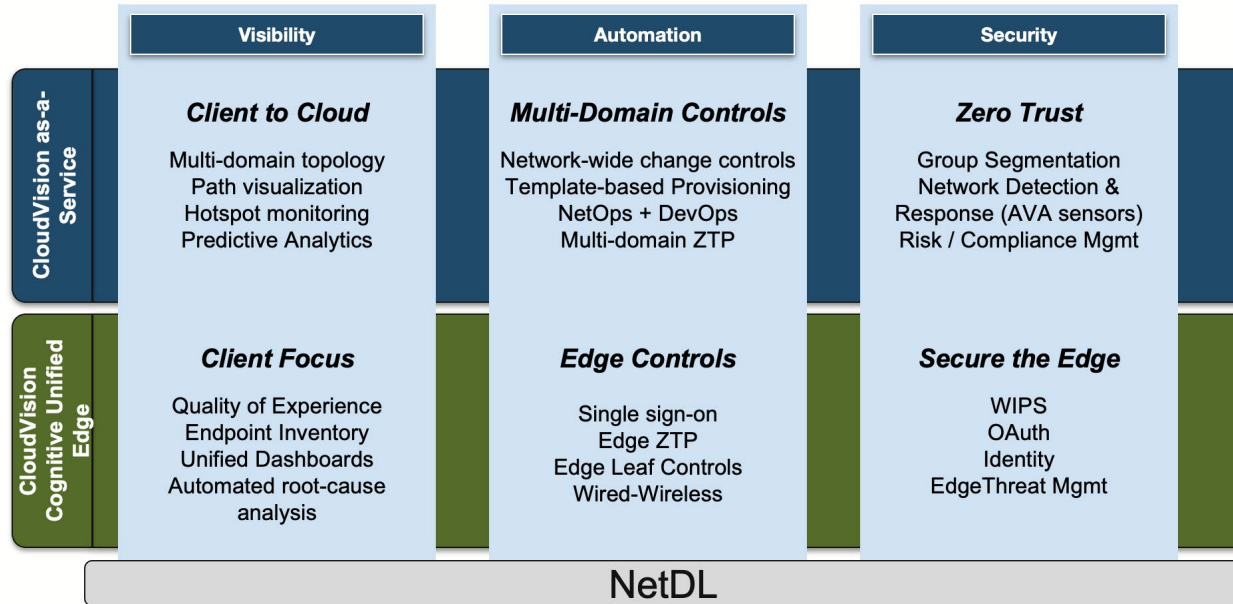 Visibility
Automation
Security
CloudVision as-a-
Service
Client to Cloud
Multi-domain topology
Path visualization
Hotspot monitoring
Predictive Analytics
Multi-Domain Controls
Network-wide change controls
Template-based Provisioning
NetOps + DevOps
Multi-domain ZTP
Zero Trust
Group Segmentation
Network Detection &
Response (AVA sensors)
Risk / Compliance Mgmt
CloudVision
Cognitive Unified
Edge
Client Focus
Quality of Experience
Endpoint Inventory
Unified Dashboards
Automated root-cause
analysis
Edge Controls
Single sign-on
Edge ZTP
Edge Leaf Controls
Wired-Wireless
Secure the Edge
WIPS
OAuth
Identity
EdgeThreat Mgmt
NetDL